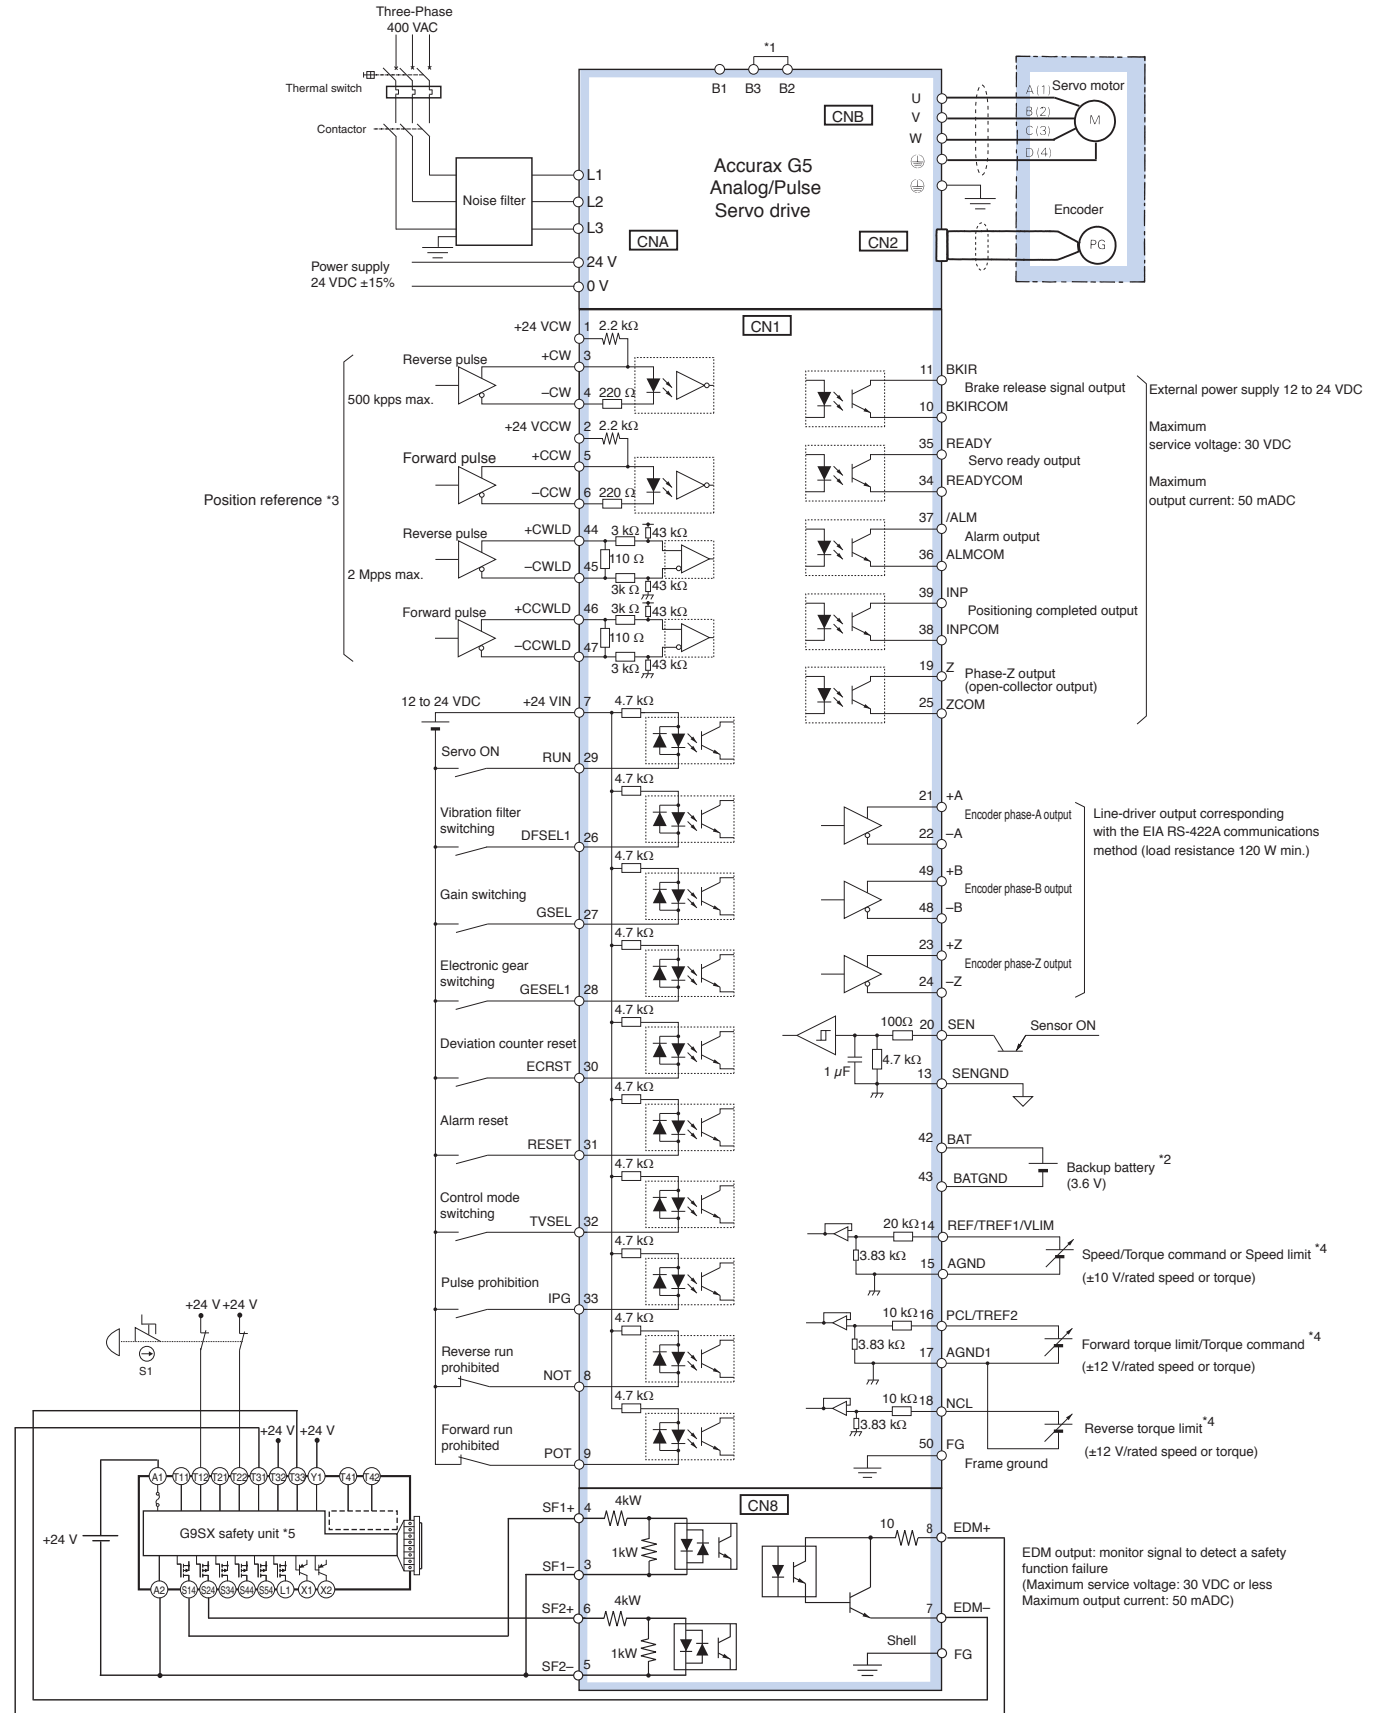 Three-Phase
400 VAC
Thermal switch
Contactor
Noise filter
L1
L2
L3
Power supply
24 VDC ±15%
24 V
0 V
*1
B1 B3 B2
CNB
Accurax G5
Analog/Pulse
Servo drive
CNA
CN2
U
V
W
A (1)
B (2)
C (3)
D (4)
Servo motor
M
Encoder
PG
CN1
+24 VCW 1 2.2 kΩ
Reverse pulse
+CW 3
500 kpps max.
–CW 4 220 Ω
+24 VCCW 2 2.2 kΩ
Forward pulse
+CCW 5
–CCW 6 220 Ω
Position reference *3
Reverse pulse
+CWLD 44 3 kΩ 43 kΩ
110 Ω
2 Mpps max.
–CWLD 45
3k Ω 43 kΩ
Forward pulse
+CCWLD 46 3k Ω 43 kΩ
110 Ω
–CCWLD 47
3 kΩ 43 kΩ
12 to 24 VDC
+24 VIN 7 4.7 kΩ
Servo ON
RUN 29
4.7 kΩ
Vibration filter
switching
DFSEL1 26
4.7 kΩ
Gain switching
GSEL 27
4.7 kΩ
Electronic gear
switching
GESEL1 28
4.7 kΩ
Deviation counter reset
ECRST 30
4.7 kΩ
Alarm reset
RESET 31
4.7 kΩ
Control mode
switching
TVSEL 32
4.7 kΩ
Pulse prohibition
IPG 33
4.7 kΩ
Reverse run
prohibited
NOT 8
4.7 kΩ
Forward run
prohibited
POT 9
11 BKIR
Brake release signal output
10 BKIRCOM
35 READY
Servo ready output
34 READYCOM
37 /ALM
Alarm output
36 ALMCOM
39 INP
Positioning completed output
38 INPCOM
19 Z
Phase-Z output
(open-collector output)
25 ZCOM
External power supply 12 to 24 VDC
Maximum
service voltage: 30 VDC
Maximum
output current: 50 mADC
21 +A
Encoder phase-A output
22 –A
49 +B
Encoder phase-B output
48 –B
23 +Z
Encoder phase-Z output
24 –Z
Line-driver output corresponding
with the EIA RS-422A communications
method (load resistance 120 W min.)
100Ω 20 SEN
Sensor ON
4.7 kΩ
1 µF
13 SENGND
42 BAT
Backup battery *2
(3.6 V)
43 BATGND
20 kΩ 14 REF/TREF1/VLIM
3.83 kΩ
15 AGND
Speed/Torque command or Speed limit *4
(±10 V/rated speed or torque)
10 kΩ 16 PCL/TREF2
3.83 kΩ
17 AGND1
Forward torque limit/Torque command *4
(±12 V/rated speed or torque)
10 kΩ 18 NCL
3.83 kΩ
Reverse torque limit*4
(±12 V/rated speed or torque)
50 FG
Frame ground
+24 V +24 V
S1
+24 V +24 V
A1 T11 T12 T21 T22 T31 T32 T33 Y1 T41 T42
G9SX safety unit *5
+24 V
A2 S14 S24 S34 S44 S54 L1 X1 X2
CN8
SF1+ 4 4kW
1kW
SF1– 3
SF2+ 6 4kW
1kW
SF2– 5
10 8 EDM+
7 EDM–
Shell
FG
EDM output: monitor signal to detect a safety
function failure
(Maximum service voltage: 30 VDC or less
Maximum output current: 50 mADC)